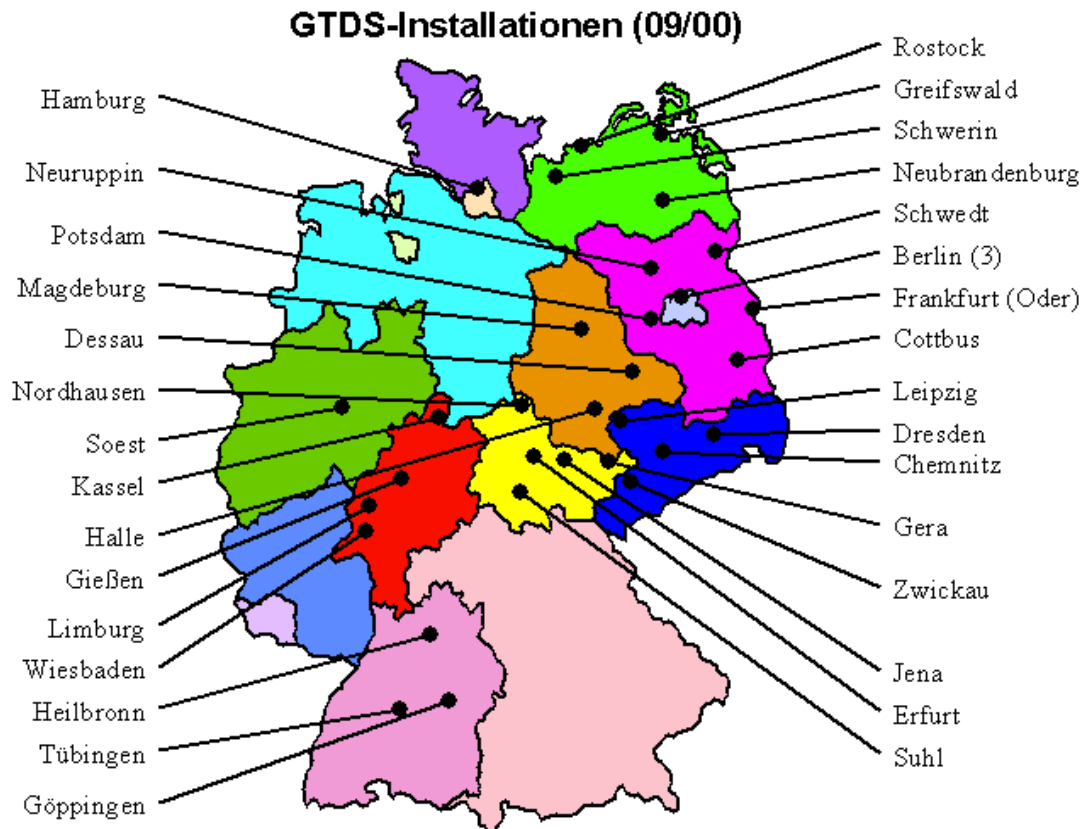 GTDS-Installationen (09/00)
Hamburg
Neuruppin
Potsdam
Magdeburg
Dessau
Nordhausen
Soest
Kassel
Halle
Gießen
Limburg
Wiesbaden
Heilbronn
Tübingen
Göppingen
Rostock
Greifswald
Schwerin
Neubrandenburg
Schwedt
Berlin (3)
Frankfurt (Oder)
Cottbus
Leipzig
Dresden
Chemnitz
Gera
Zwickau
Jena
Erfurt
Suhl